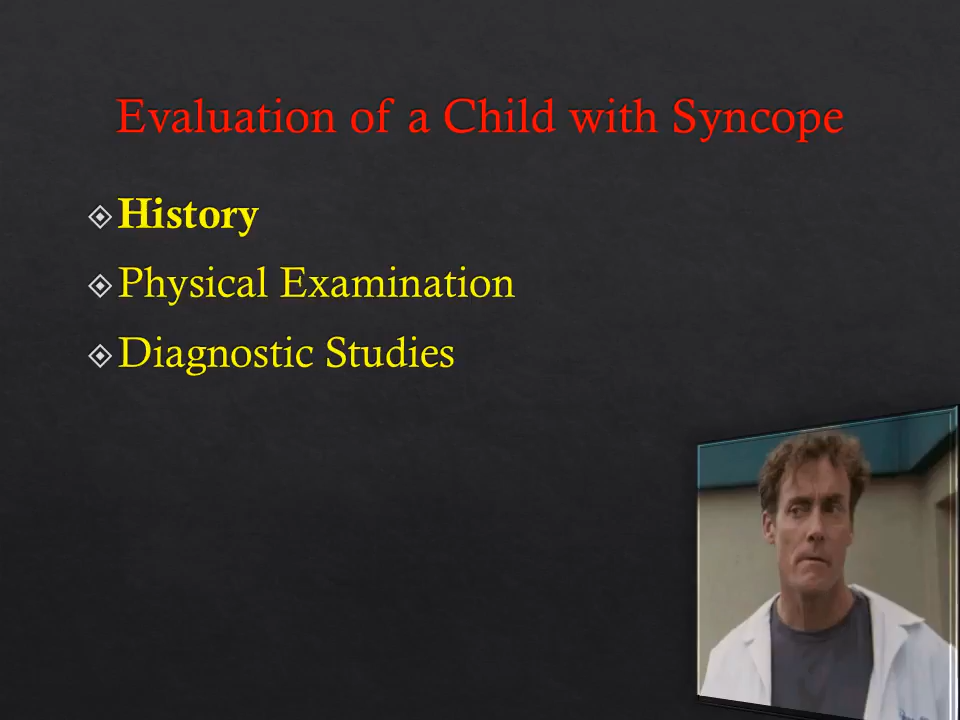 Evaluation of a Child with Syncope
History
Physical Examination
Diagnostic Studies